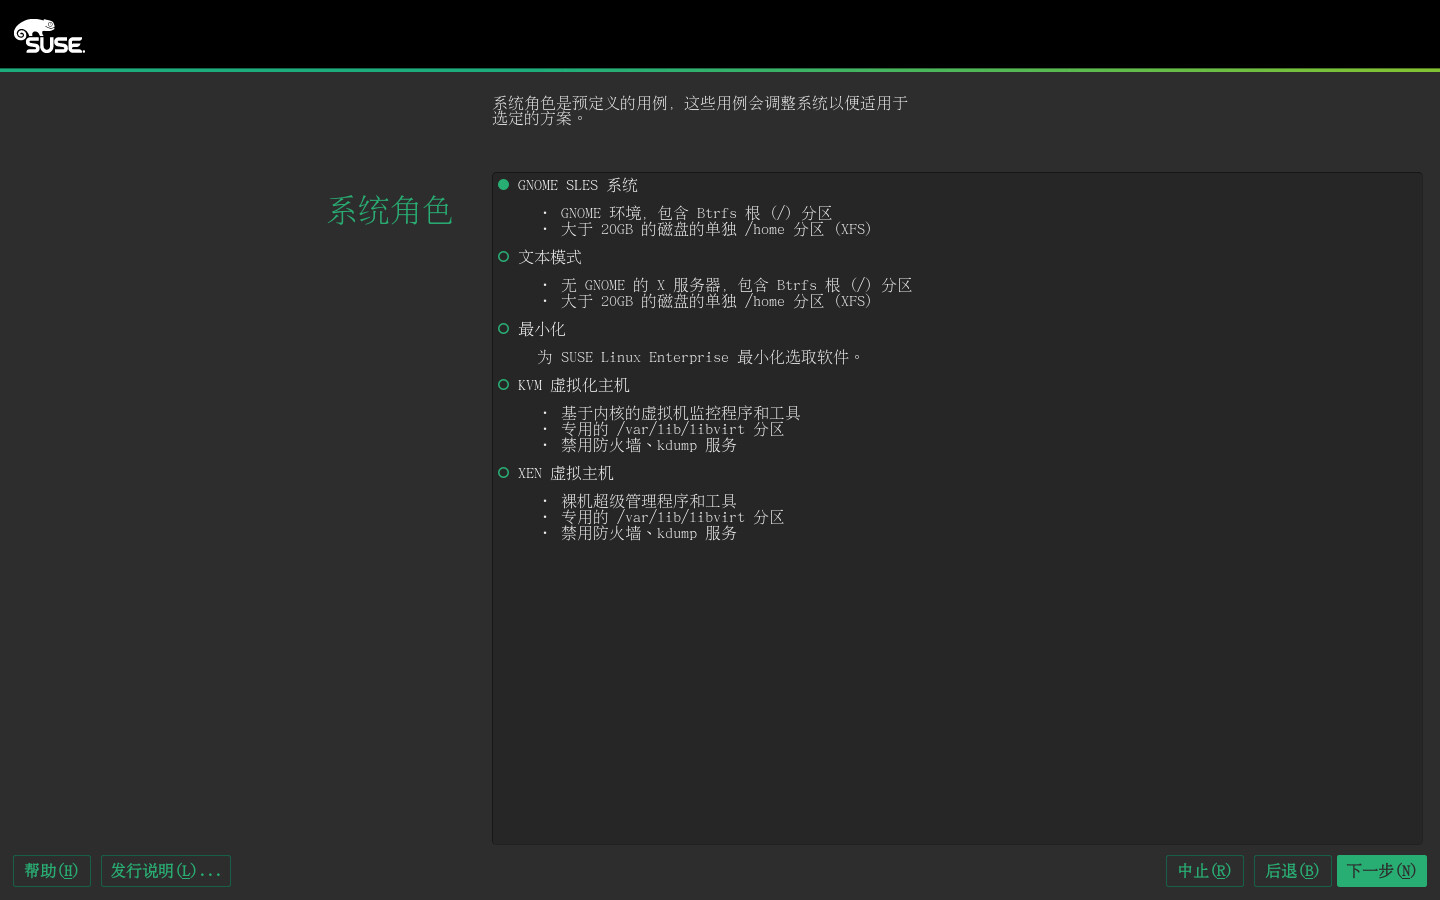 SUSE.
系统角色是预定义的用例，这些用例会调整系统以便适用于
选定的方案。
系统角色
GNOME SLES 系统
· GNOME 环境，包含 Btrfs 根 (/) 分区
· 大于 20GB 的磁盘的单独 /home 分区 (XFS)
文本模式
· 无 GNOME 的 X 服务器，包含 Btrfs 根 (/) 分区
· 大于 20GB 的磁盘的单独 /home 分区 (XFS)
最小化
为 SUSE Linux Enterprise 最小化选取软件。
KVM 虚拟化主机
· 基于内核的虚拟机监控程序和工具
· 专用的 /var/lib/libvirt 分区
· 禁用防火墙、kdump 服务
XEN 虚拟主机
· 裸机超级管理程序和工具
· 专用的 /var/lib/libvirt 分区
· 禁用防火墙、kdump 服务
帮助(H) 发行说明(L)... 中止(R) 后退(B) 下一步(N)